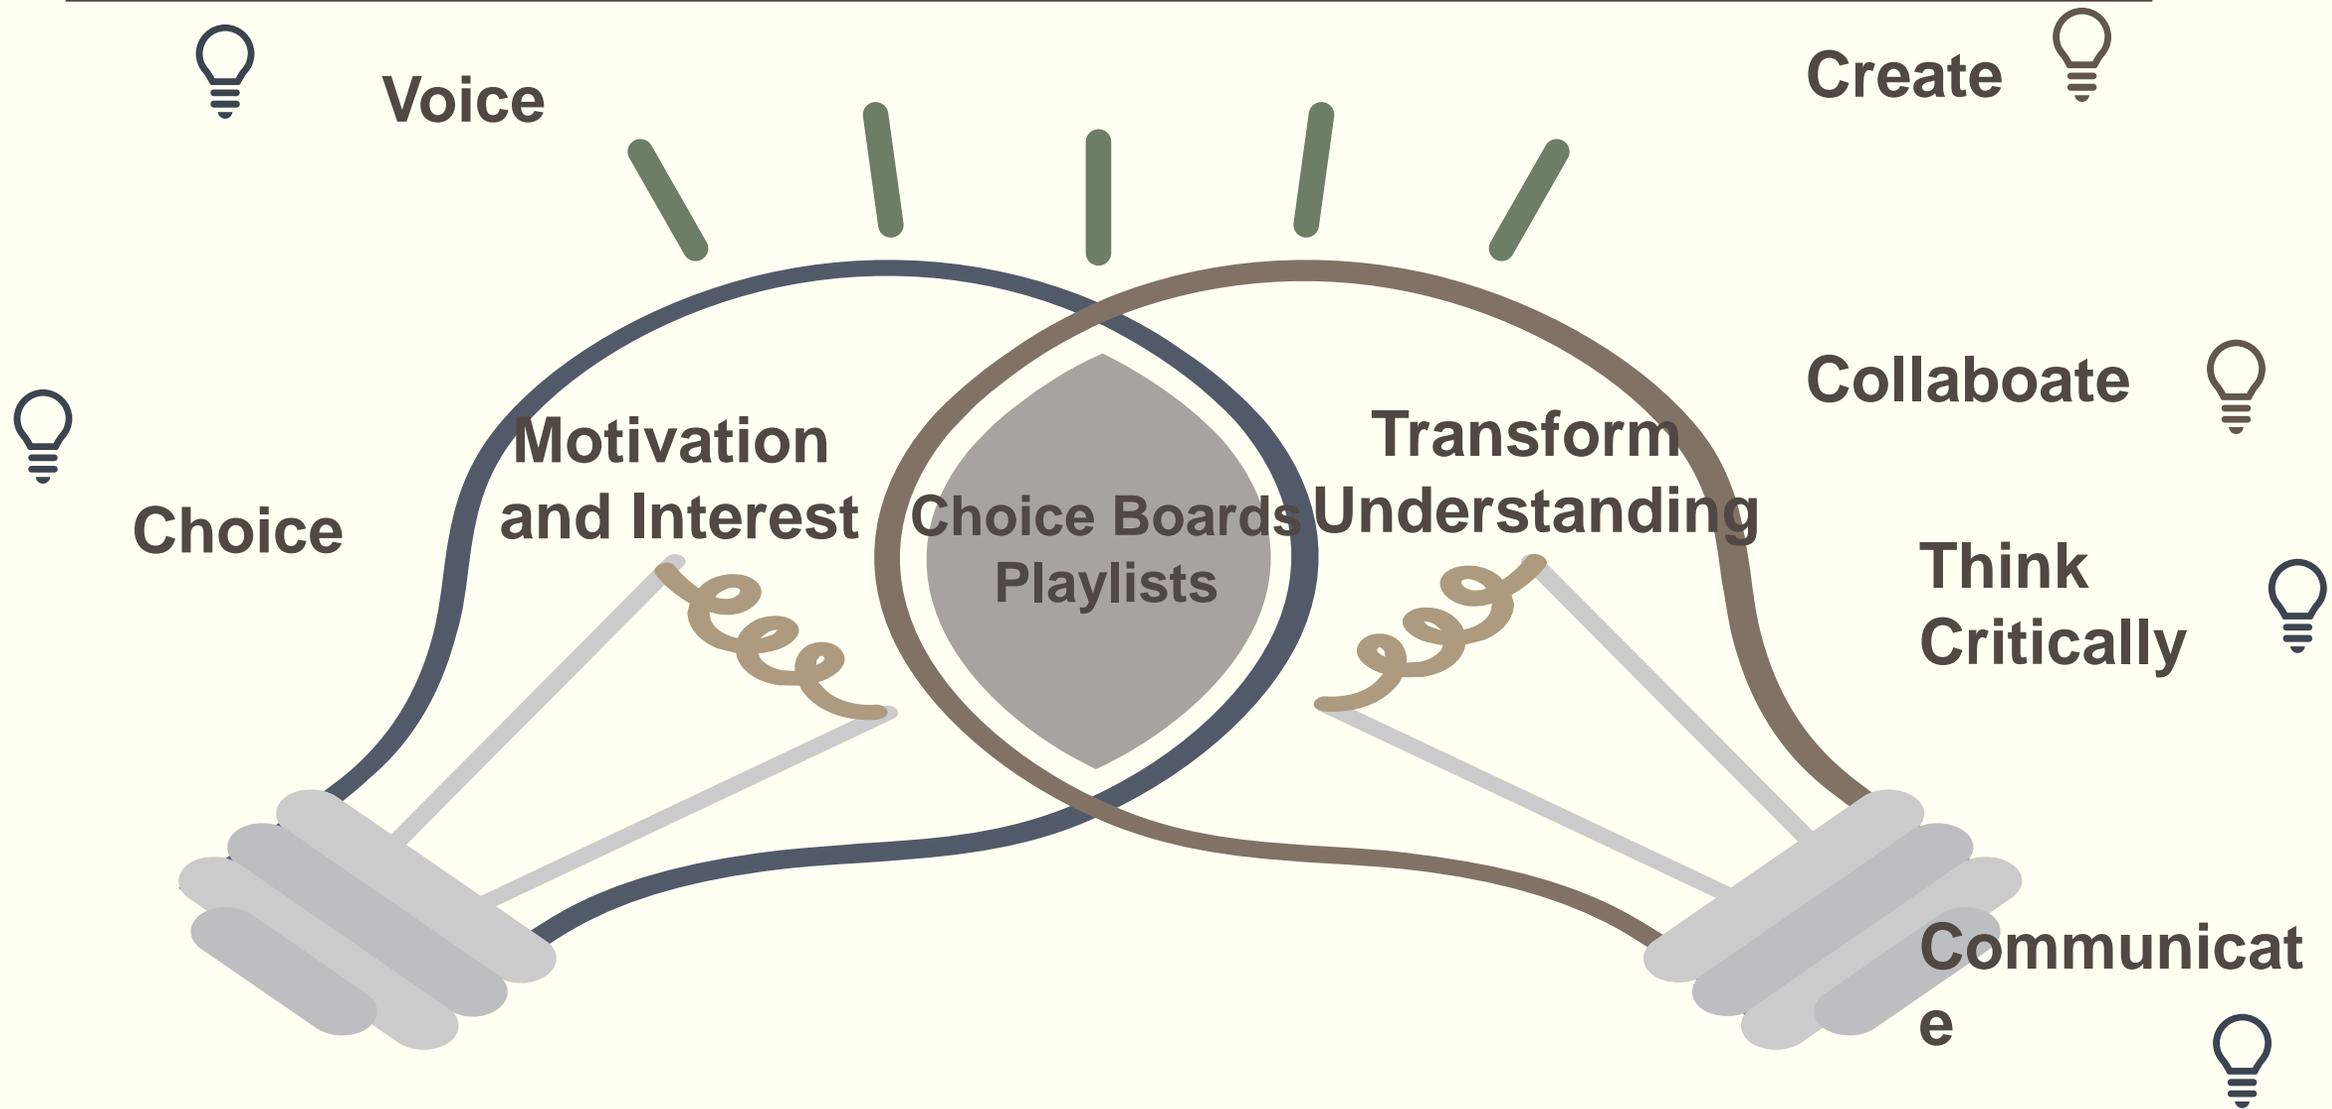 Voice
Choice
Motivation
and Interest
Choice Boards
Playlists
Transform
Understanding
Create
Collaboate
Think
Critically
Communicat
e